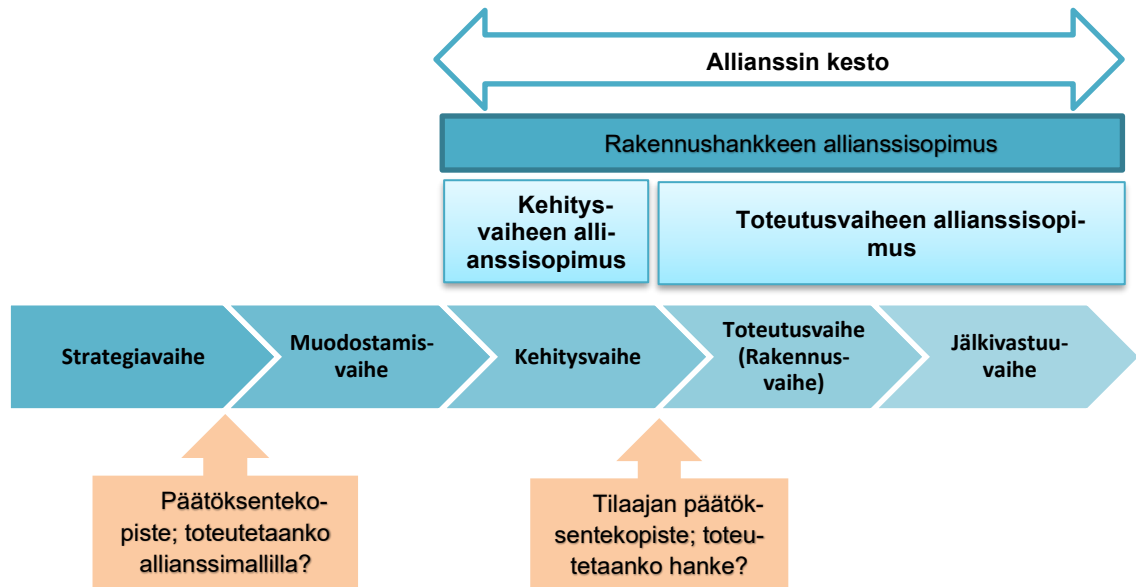 Allianssin kesto
Rakennushankkeen allianssisopimus
Kehitys-
vaiheen alli-
anssisopimus
Toteutusvaiheen allianssisopi-
mus
Strategiavaihe
Muodostamis-
vaihe
Kehitysvaihe
Toteutusvaihe
(Rakennus-
vaihe)
Jälkivastuu-
vaihe
Päätöksenteko-
piste; toteutetaanko
allianssimallilla?
Tilaajan päätök-
sentekopiste; toteu-
tetaanko hanke?